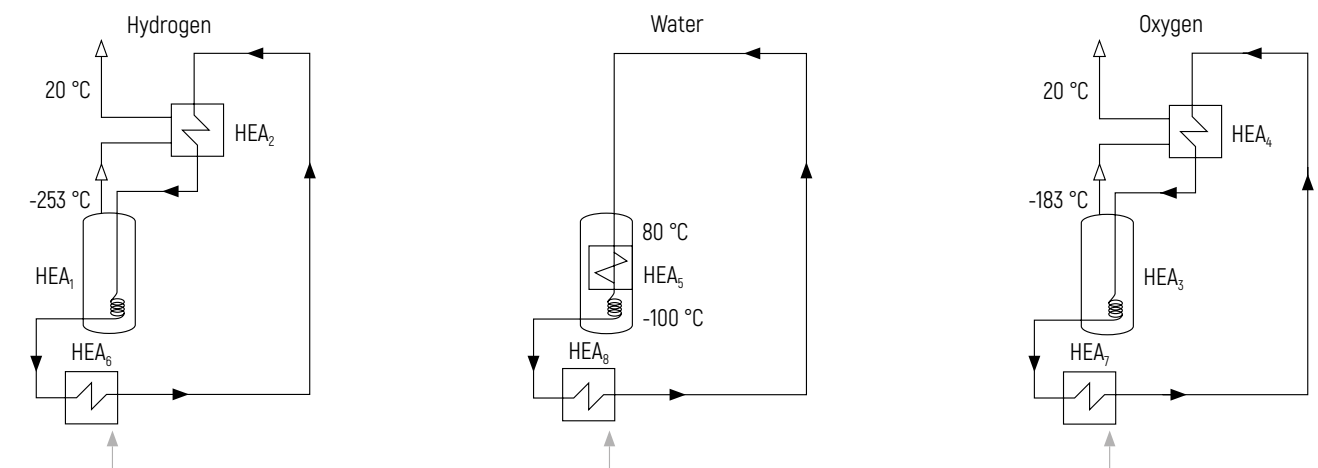 Hydrogen
20 °C
HEA₂
-253 °C
HEA₁
HEA₆
Water
80 °C
HEA₅
-100 °C
HEA₈
Oxygen
20 °C
HEA₄
-183 °C
HEA₃
HEA₇